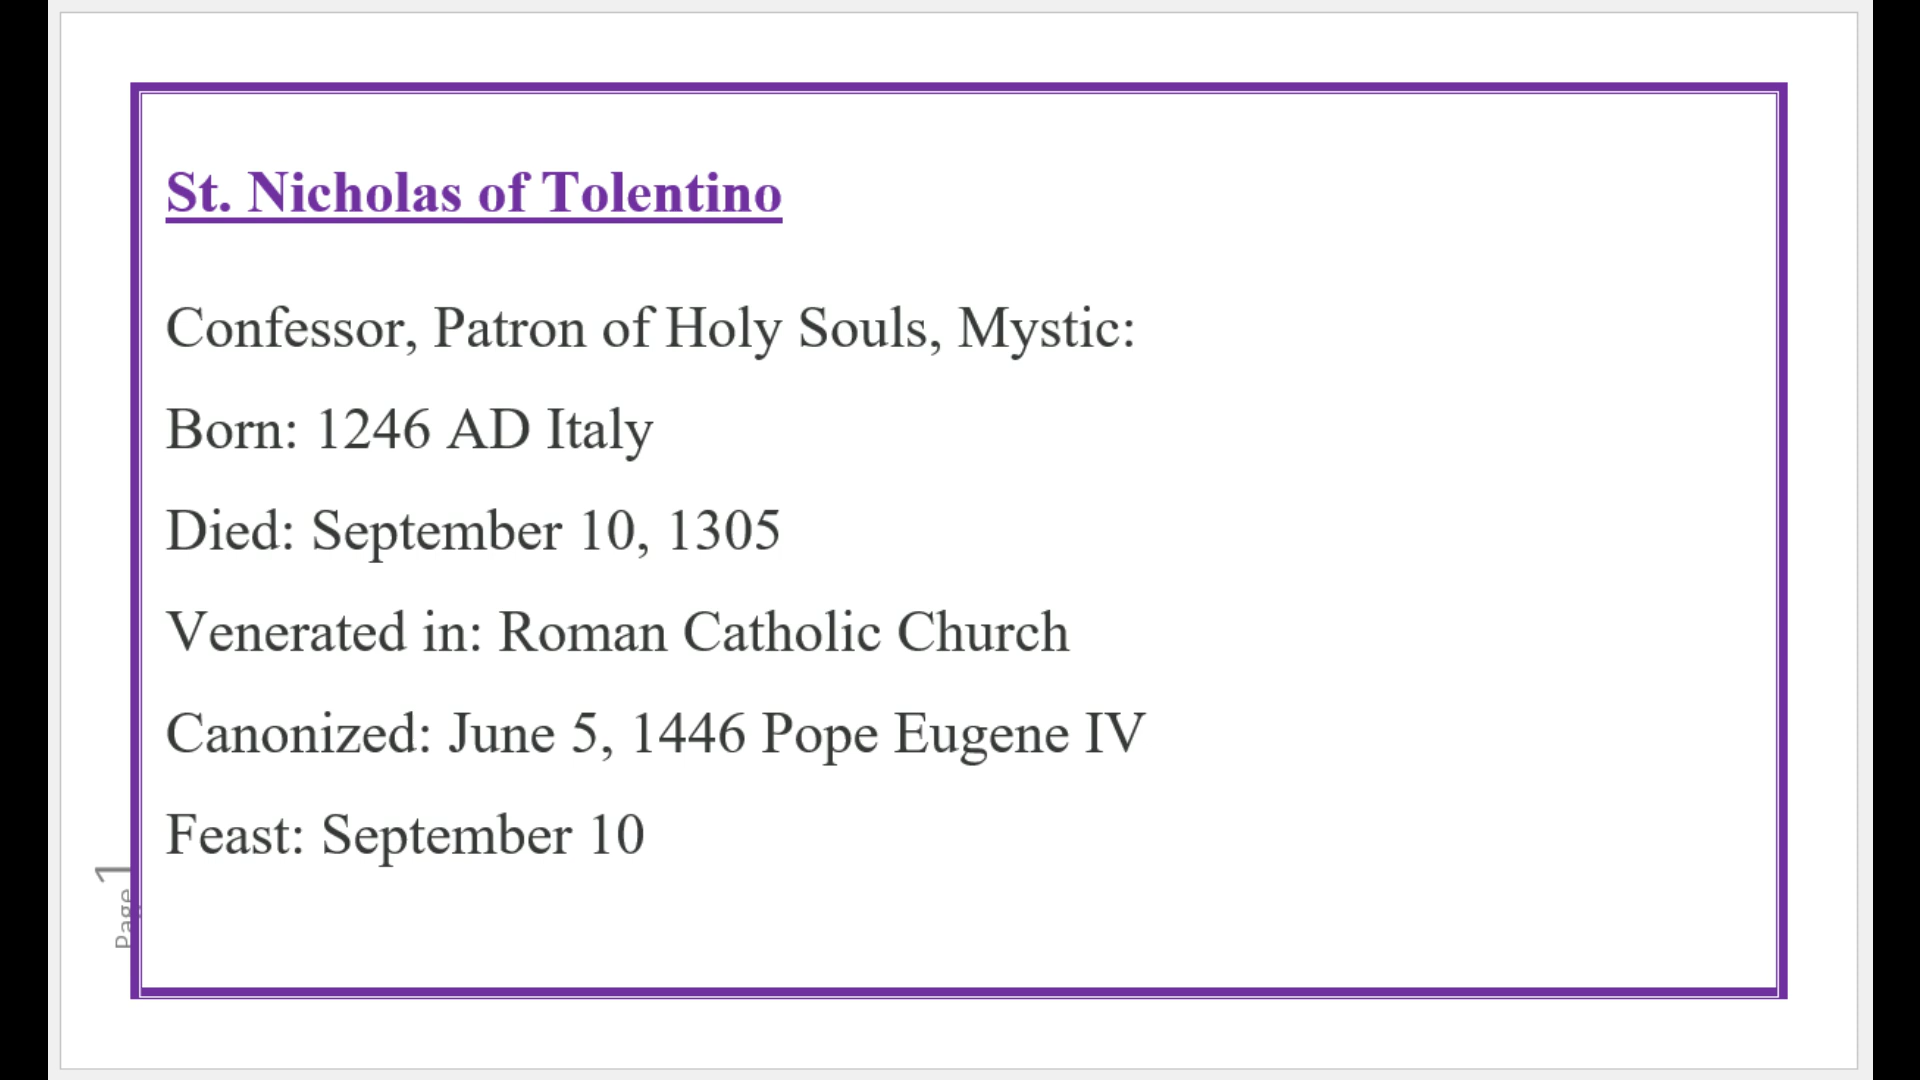 St. Nicholas of Tolentino
Confessor, Patron of Holy Souls, Mystic:
Born: 1246 AD Italy
Died: September 10, 1305
Venerated in: Roman Catholic Church
Canonized: June 5, 1446 Pope Eugene IV
Feast: September 10
Page 1